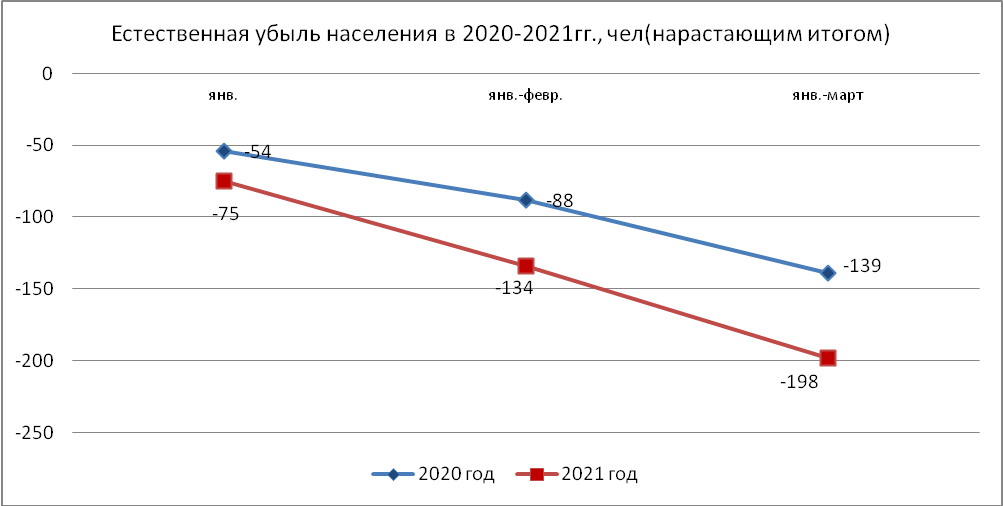 Естественная убыль населения в 2020-2021гг., чел(нарастающим итогом)
0
янв.
янв.-февр.
янв.-март
-50
-54
-75
-88
-100
-134
-139
-150
-198
-200
-250
2020 год
2021 год